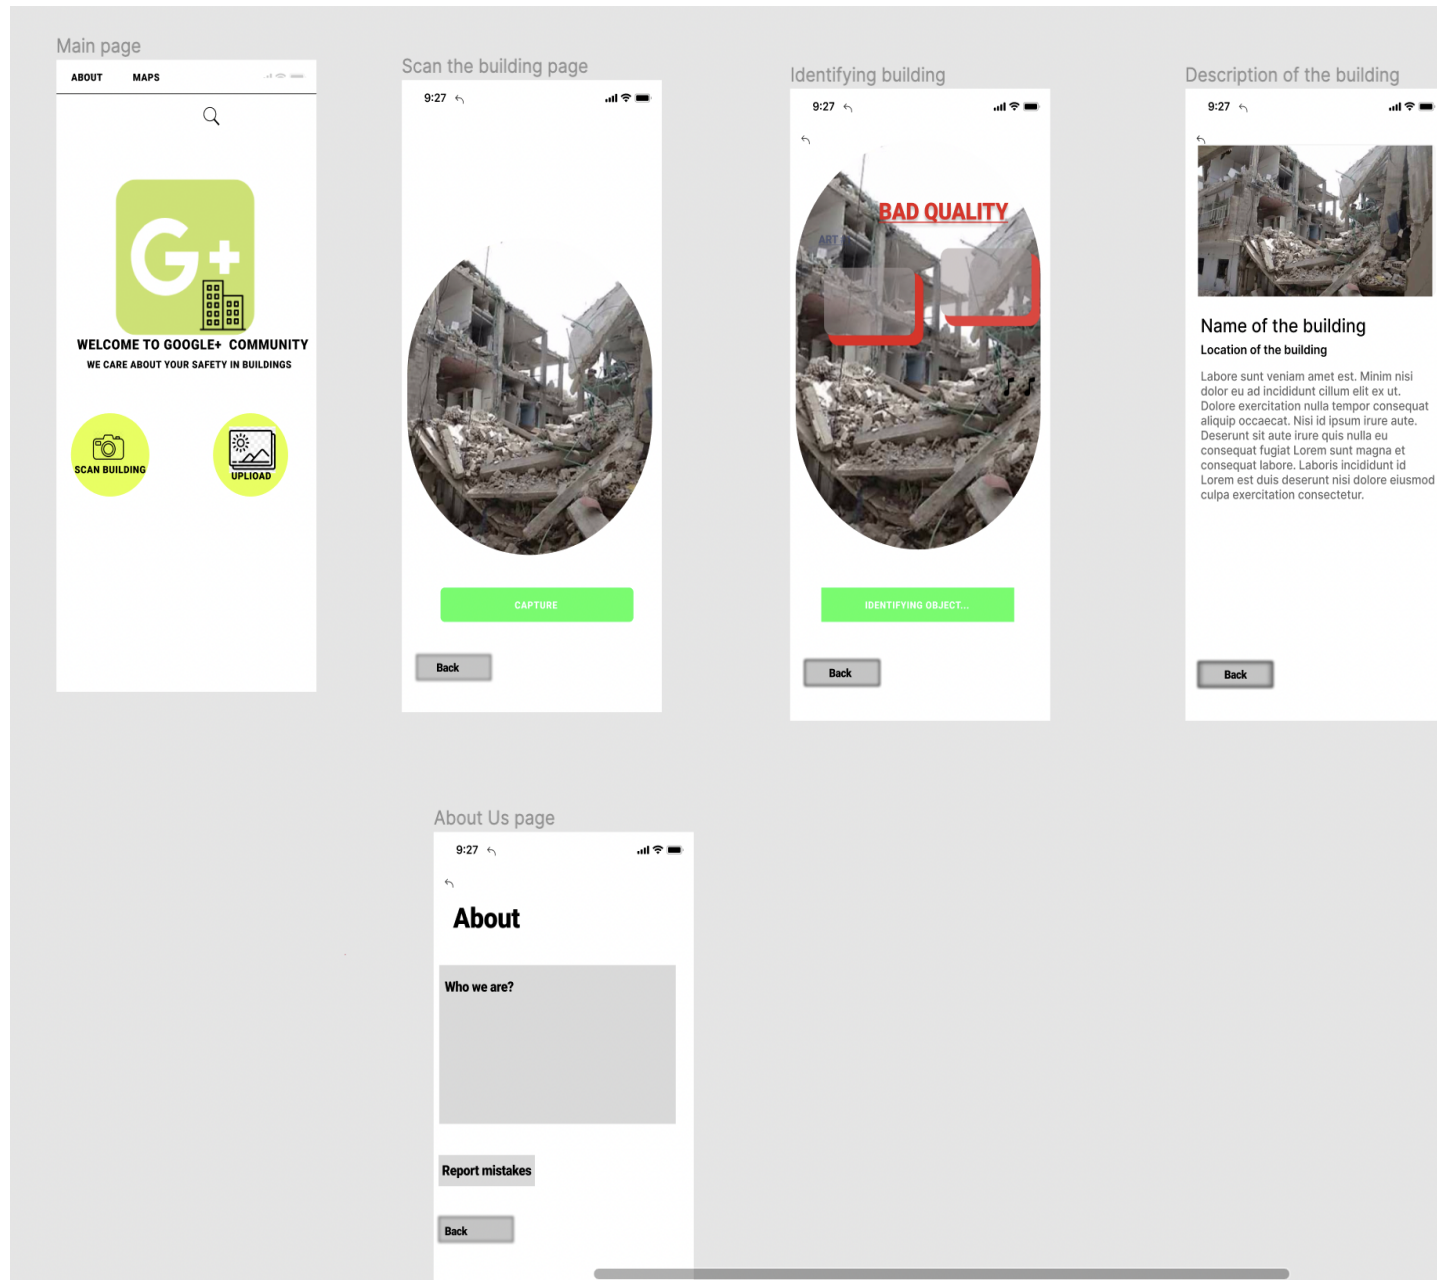 Main page
ABOUT MAPS
G+
WELCOME TO GOOGLE+ COMMUNITY
WE CARE ABOUT YOUR SAFETY IN BUILDINGS
SCAN BUILDING
UPLOAD
Scan the building page
9:27
CAPTURE
Back
Identifying building
9:27
BAD QUALITY
ART
IDENTIFYING OBJECT...
Back
Description of the building
9:27
Name of the building
Location of the building
Labore sunt veniam amet est. Minim nisi
dolor eu ad incididunt cillum elit ex ut.
Dolore exercitation nulla tempor consequat
aliquip occaecat. Nisi id ipsum irure aute.
Deserunt sit aute irure quis nulla eu
consequat fugiat Lorem sunt magna et
consequat labore. Laboris incididunt id
Lorem est duis deserunt nisi dolore eiusmod
culpa exercitation consectetur.
Back
About Us page
9:27
About
Who we are?
Report mistakes
Back